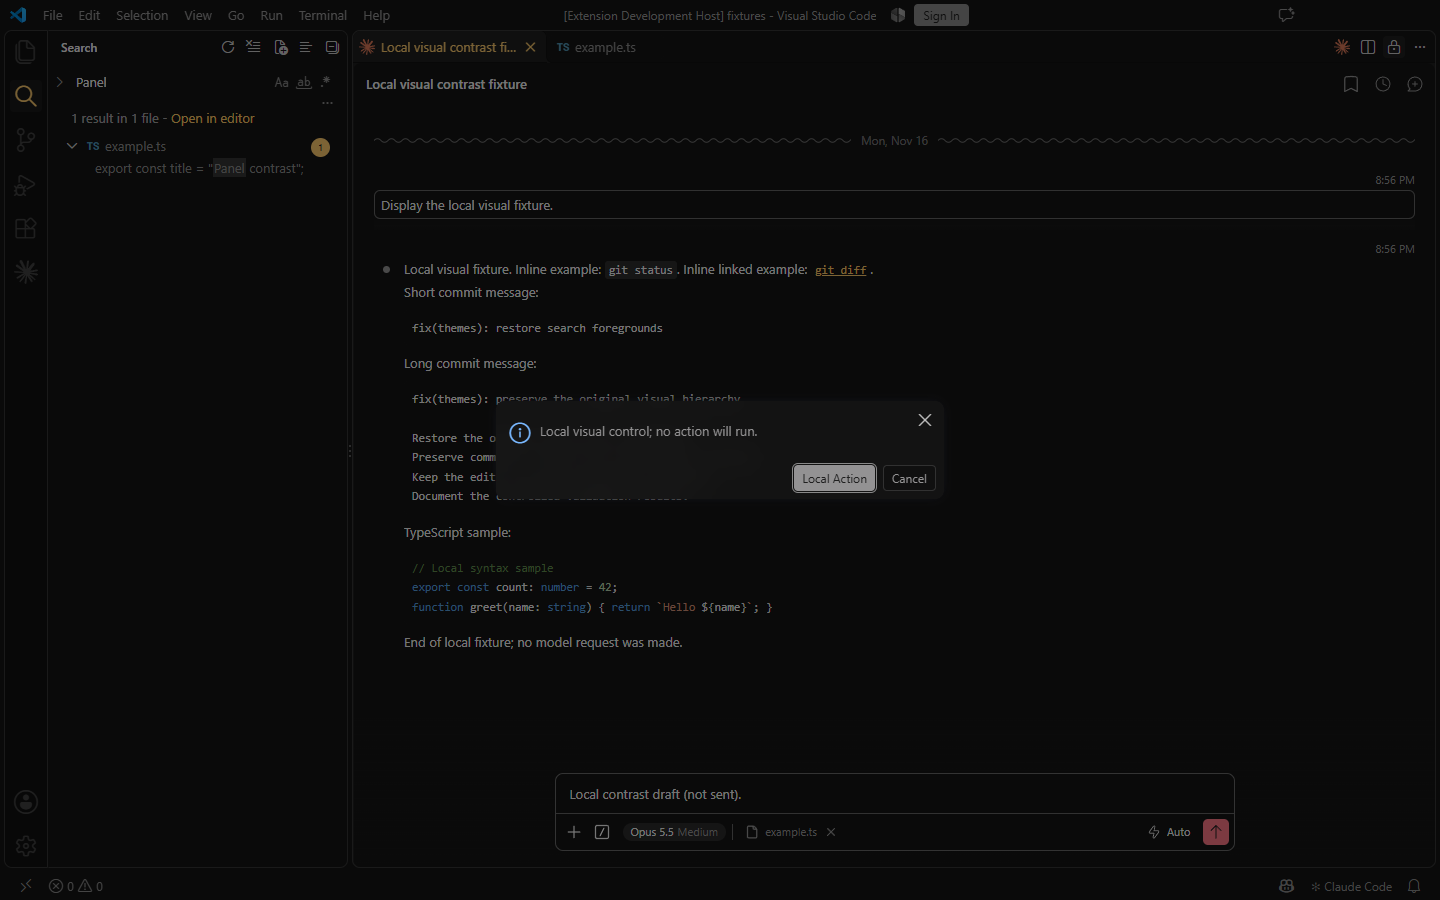 File Edit Selection View Go Run Terminal Help
[Extension Development Host] fixtures - Visual Studio Code
Sign In
Search
Panel
Aa ab .*
1 result in 1 file - Open in editor
TS example.ts
1
export const title = "Panel contrast";
Local visual contrast fi...
TS example.ts
Local visual contrast fixture
Mon, Nov 16
8:56 PM
Display the local visual fixture.
8:56 PM
Local visual fixture. Inline example: git status. Inline linked example: git diff.
Short commit message:
fix(themes): restore search foregrounds
Long commit message:
fix(themes): preserve the original visual hierarchy
Restore the o
Preserve comm
Keep the edit
Document the
Local visual control; no action will run.
Local Action Cancel
TypeScript sample:
// Local syntax sample
export const count: number = 42;
function greet(name: string) { return `Hello ${name}`; }
End of local fixture; no model request was made.
Local contrast draft (not sent).
Opus 5.5 Medium
example.ts
Auto
0 0
Claude Code